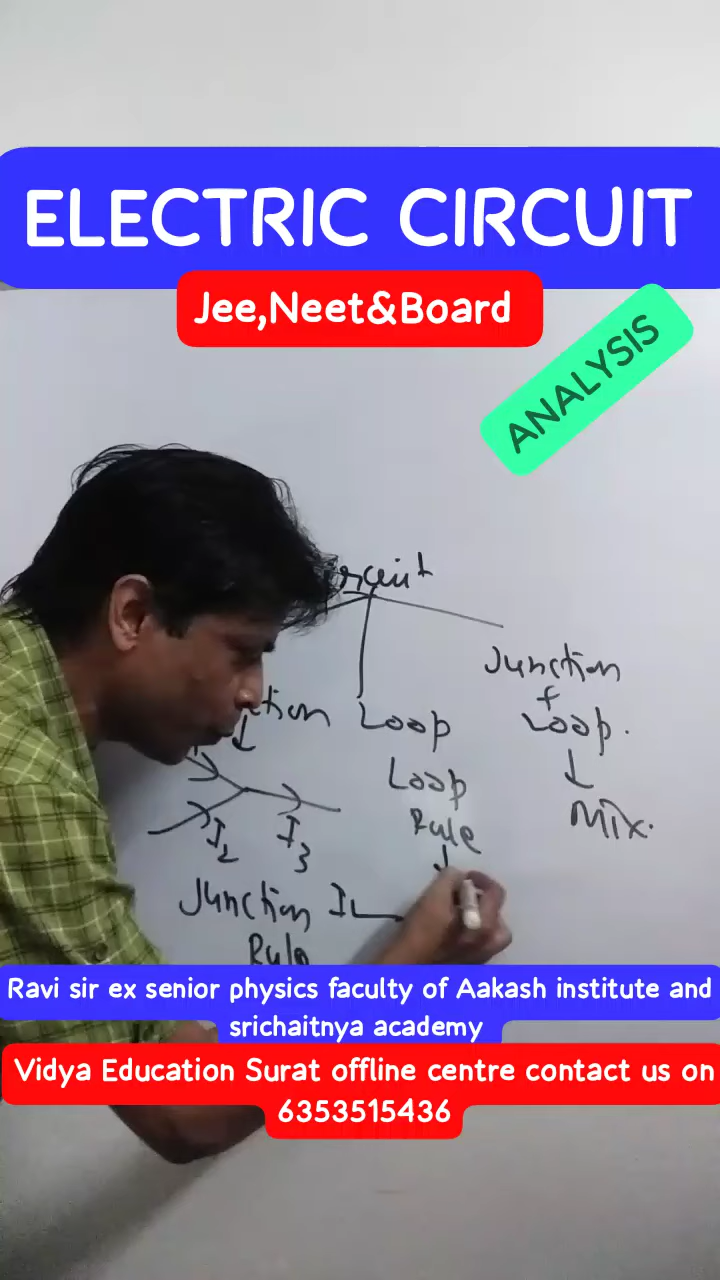 ELECTRIC CIRCUIT
Jee,Neet&Board
ANALYSIS
Junction
+
Loop.
Loop
Loop
Rule
Mix.
I2
I3
Junction
Rule
Ravi sir ex senior physics faculty of Aakash institute and
srichaitnya academy
Vidya Education Surat offline centre contact us on
6353515436